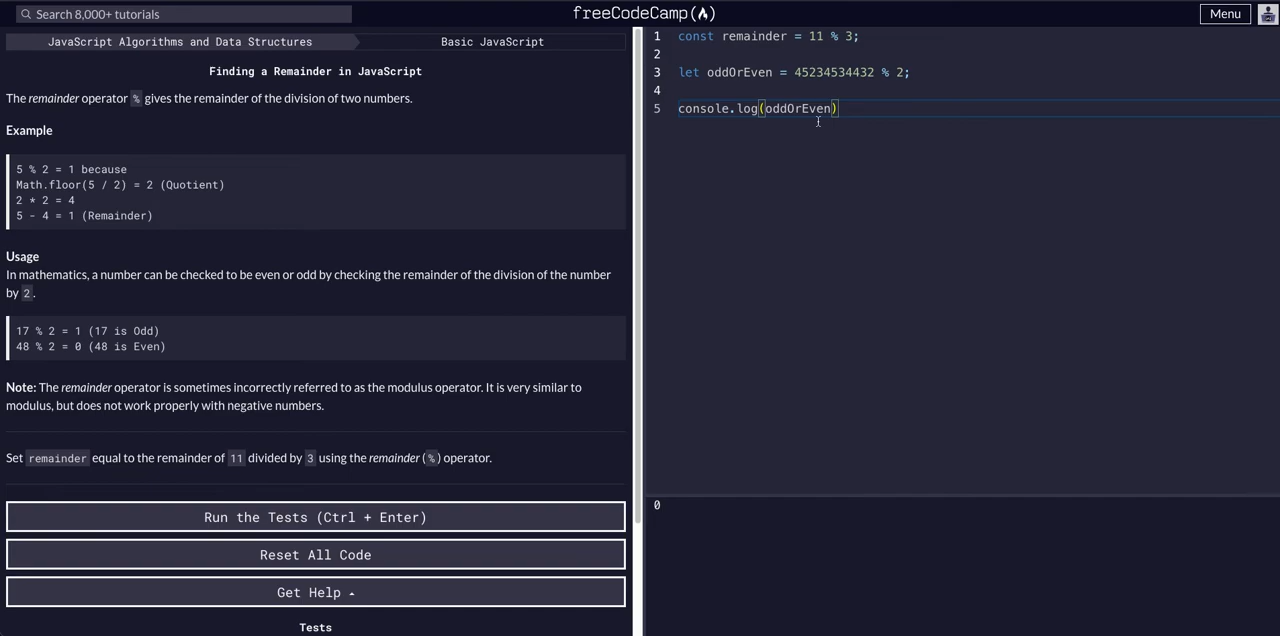 Search 8,000+ tutorials
freeCodeCamp
Menu
JavaScript Algorithms and Data Structures
Basic JavaScript
Finding a Remainder in JavaScript
The remainder operator % gives the remainder of the division of two numbers.
Example
5 % 2 = 1 because
Math.floor(5 / 2) = 2 (Quotient)
2 * 2 = 4
5 - 4 = 1 (Remainder)
Usage
In mathematics, a number can be checked to be even or odd by checking the remainder of the division of the number
by 2.
17 % 2 = 1 (17 is Odd)
48 % 2 = 0 (48 is Even)
Note: The remainder operator is sometimes incorrectly referred to as the modulus operator. It is very similar to
modulus, but does not work properly with negative numbers.
Set remainder equal to the remainder of 11 divided by 3 using the remainder (%) operator.
Run the Tests (Ctrl + Enter)
Reset All Code
Get Help
Tests
1 const remainder = 11 % 3;
2
3 let oddOrEven = 45234534432 % 2;
4
5 console.log(oddOrEven)
0